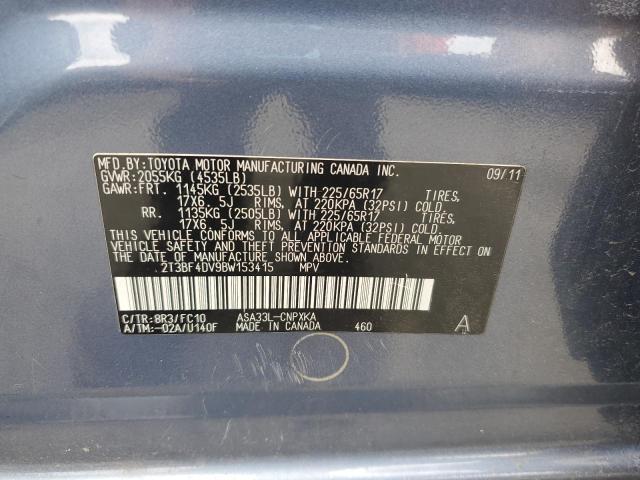 MFD.BY:TOYOTA MOTOR MANUFACTURING CANADA INC.
GVWR:2055KG (4535LB) 09/11
GAWR:FRT. 1145KG (2535LB) WITH 225/65R17 TIRES,
17X6.5J RIMS, AT 220KPA (32PSI) COLD.
RR. 1135KG (2505LB) WITH 225/65R17 TIRES,
17X6.5J RIMS, AT 220KPA (32PSI) COLD.
THIS VEHICLE CONFORMS TO ALL APPLICABLE FEDERAL MOTOR
VEHICLE SAFETY AND THEFT PREVENTION STANDARDS IN EFFECT ON
THE DATE OF MANUFACTURE SHOWN ABOVE.
2T3BF4DV9BW153415 MPV
C/TR:8R3/FC10 ASA33L-CNPXKA
A/TM:-02A/U140F MADE IN CANADA 460 A